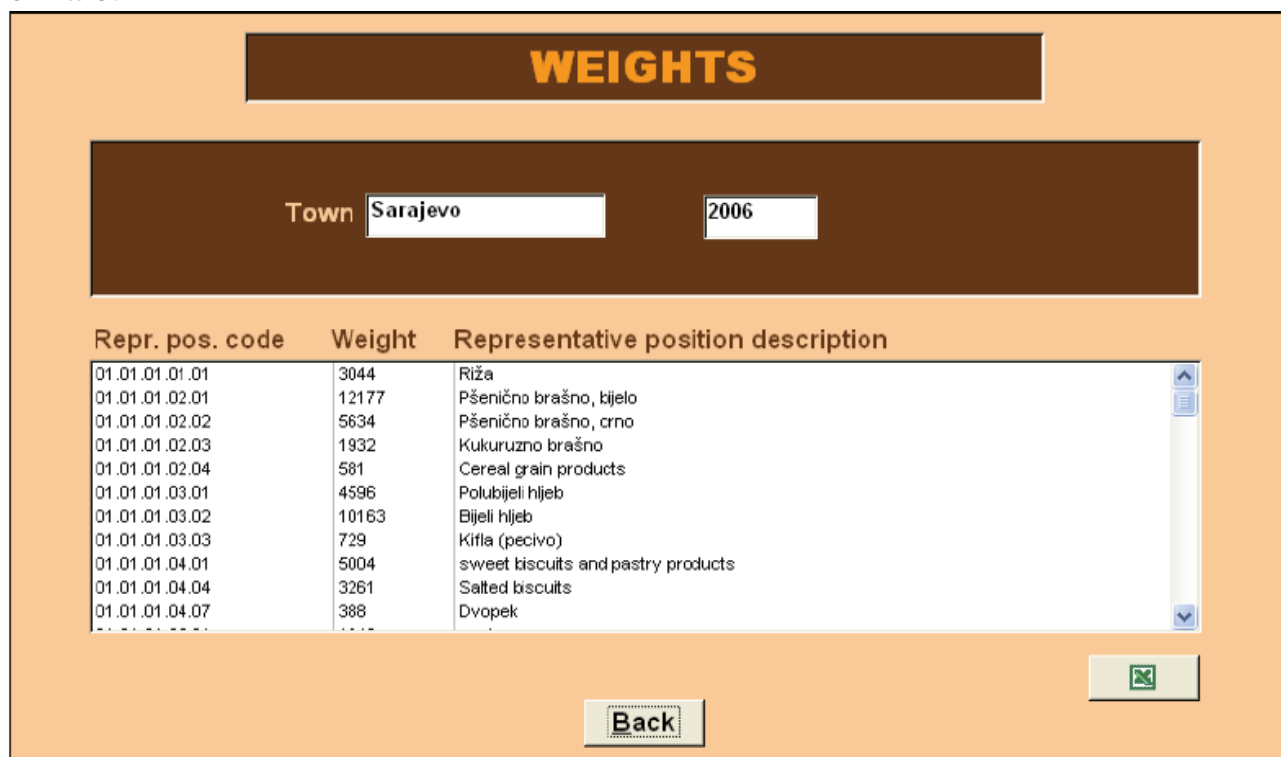 WEIGHTS
Town Sarajevo 2006
Repr. pos. code Weight Representative position description
01.01.01.01.01 3044 Riža
01.01.01.02.01 12177 Pšenično brašno, bijelo
01.01.01.02.02 5634 Pšenično brašno, crno
01.01.01.02.03 1932 Kukuruzno brašno
01.01.01.02.04 581 Cereal grain products
01.01.01.03.01 4596 Polubijeli hljeb
01.01.01.03.02 10163 Bijeli hljeb
01.01.01.03.03 729 Kifla (pecivo)
01.01.01.04.01 5004 sweet biscuits and pastry products
01.01.01.04.04 3261 Salted biscuits
01.01.01.04.07 388 Dvopek
Back